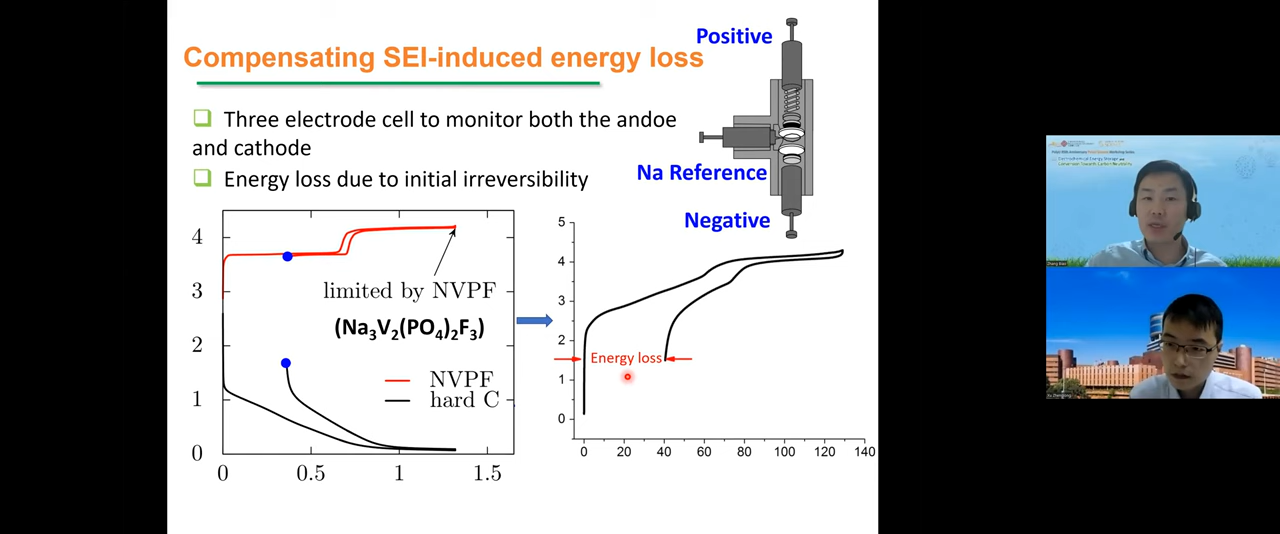 Compensating SEI-induced energy loss
Three electrode cell to monitor both the andoe
and cathode
Energy loss due to initial irreversibility
Positive
Na Reference
Negative
4
3
2
1
0
0
0.5
1
1.5
limited by NVPF
(Na₃V₂(PO₄)₂F₃)
NVPF
hard C
5
4
3
2
1
0
0
20
40
60
80
100
120
140
Energy loss